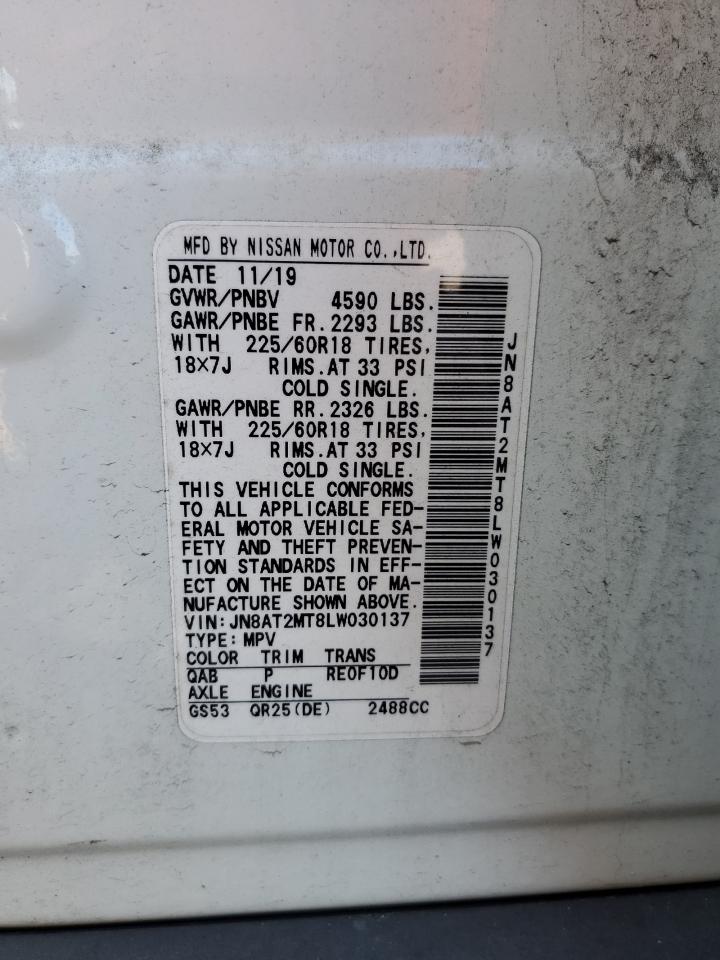 MFD BY NISSAN MOTOR CO.,LTD.
DATE 11/19
GVWR/PNBV 4590 LBS.
GAWR/PNBE FR. 2293 LBS.
WITH 225/60R18 TIRES,
18×7J RIMS. AT 33 PSI
COLD SINGLE.
GAWR/PNBE RR. 2326 LBS.
WITH 225/60R18 TIRES,
18×7J RIMS. AT 33 PSI
COLD SINGLE.
THIS VEHICLE CONFORMS
TO ALL APPLICABLE FED-
ERAL MOTOR VEHICLE SA-
FETY AND THEFT PREVEN-
TION STANDARDS IN EFF-
ECT ON THE DATE OF MA-
NUFACTURE SHOWN ABOVE.
VIN: JN8AT2MT8LW030137
TYPE: MPV
COLOR TRIM TRANS
QAB P RE0F10D
AXLE ENGINE
GS53 QR25(DE) 2488CC
JN8AT2MT8LW030137